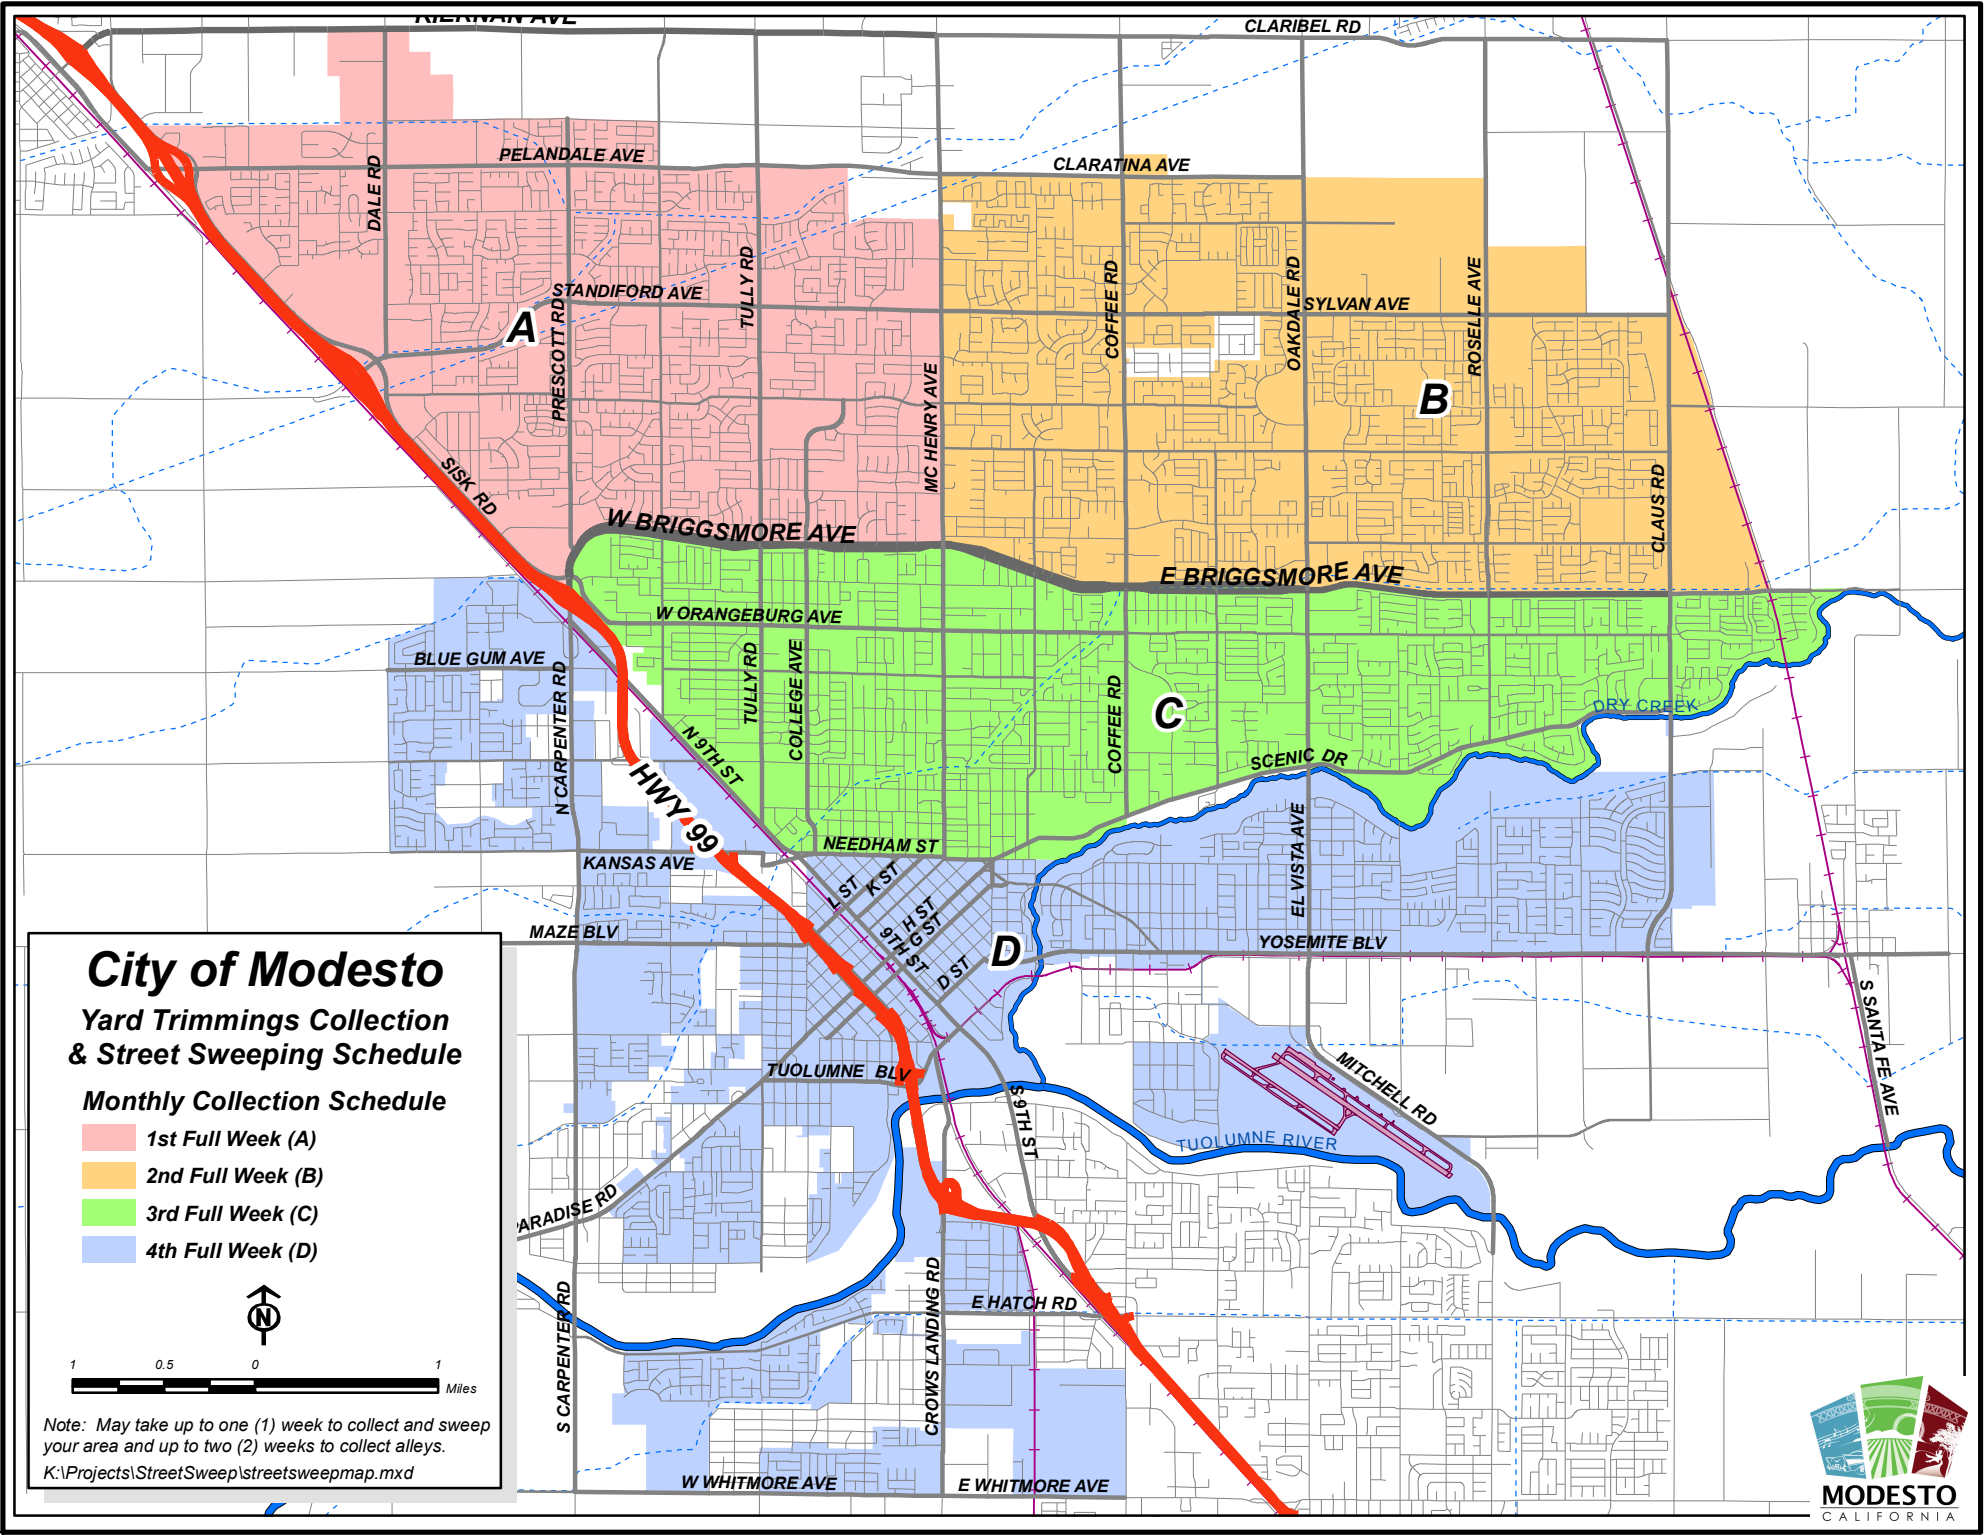 KIERNAN AVE
CLARIBEL RD
PELANDALE AVE
CLARATINA AVE
DALE RD
STANDIFORD AVE
TULLY RD
COFFEE RD
OAKDALE RD
SYLVAN AVE
ROSELLE AVE
A
PRESCOTT RD
MC HENRY AVE
B
SISK RD
CLAUS RD
W BRIGGSMORE AVE
E BRIGGSMORE AVE
W ORANGEBURG AVE
BLUE GUM AVE
N CARPENTER RD
TULLY RD
COLLEGE AVE
COFFEE RD
C
DRY CREEK
N 9TH ST
SCENIC DR
HWY 99
NEEDHAM ST
KANSAS AVE
EL VISTA AVE
L ST
K ST
H ST
G ST
9TH ST
D ST
D
MAZE BLV
YOSEMITE BLV
S SANTA FE AVE
TUOLUMNE BLV
MITCHELL RD
S 9TH ST
TUOLUMNE RIVER
PARADISE RD
S CARPENTER RD
CROWS LANDING RD
E HATCH RD
W WHITMORE AVE
E WHITMORE AVE
City of Modesto
Yard Trimmings Collection
& Street Sweeping Schedule
Monthly Collection Schedule
1st Full Week (A)
2nd Full Week (B)
3rd Full Week (C)
4th Full Week (D)
N
1 0.5 0 1
Miles
Note: May take up to one (1) week to collect and sweep
your area and up to two (2) weeks to collect alleys.
K:\Projects\StreetSweep\streetsweepmap.mxd
MODESTO
CALIFORNIA